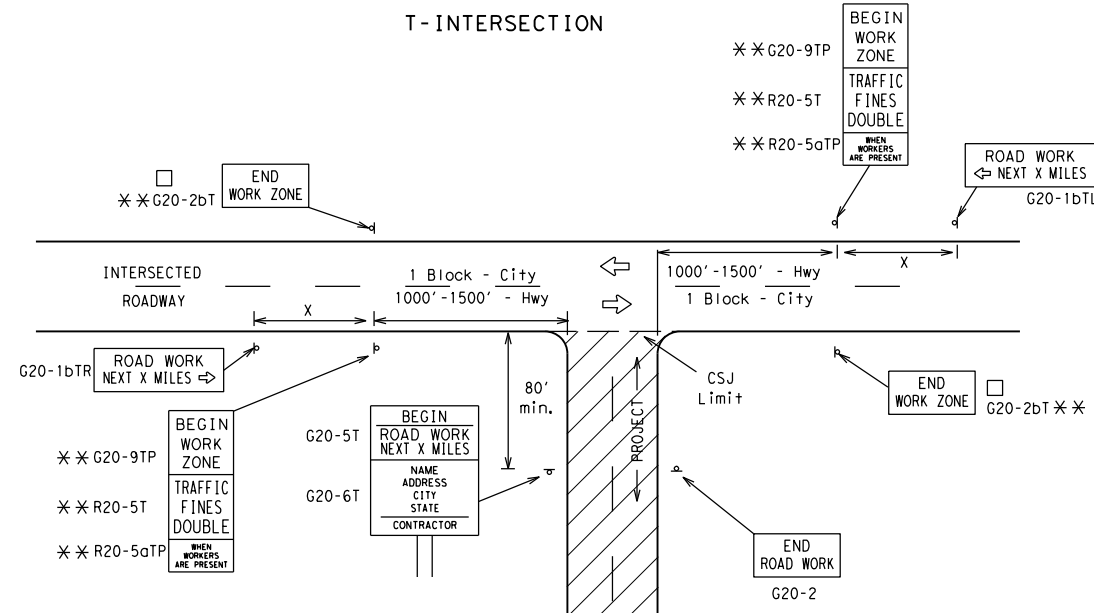 T-INTERSECTION
BEGIN
WORK
ZONE
TRAFFIC
FINES
DOUBLE
WHEN
WORKERS
ARE PRESENT
**G20-9TP
**R20-5T
**R20-5aTP
ROAD WORK
⇦ NEXT X MILES
G20-1bTL
□
**G20-2bT
END
WORK ZONE
INTERSECTED
ROADWAY
1 Block - City
1000'-1500' - Hwy
X
1000'-1500' - Hwy
1 Block - City
X
G20-1bTR
ROAD WORK
NEXT X MILES ⇨
80'
min.
CSJ
Limit
PROJECT
END
WORK ZONE
□
G20-2bT **
** G20-9TP
** R20-5T
** R20-5aTP
BEGIN
WORK
ZONE
TRAFFIC
FINES
DOUBLE
WHEN
WORKERS
ARE PRESENT
G20-5T
G20-6T
BEGIN
ROAD WORK
NEXT X MILES
NAME
ADDRESS
CITY
STATE
CONTRACTOR
END
ROAD WORK
G20-2